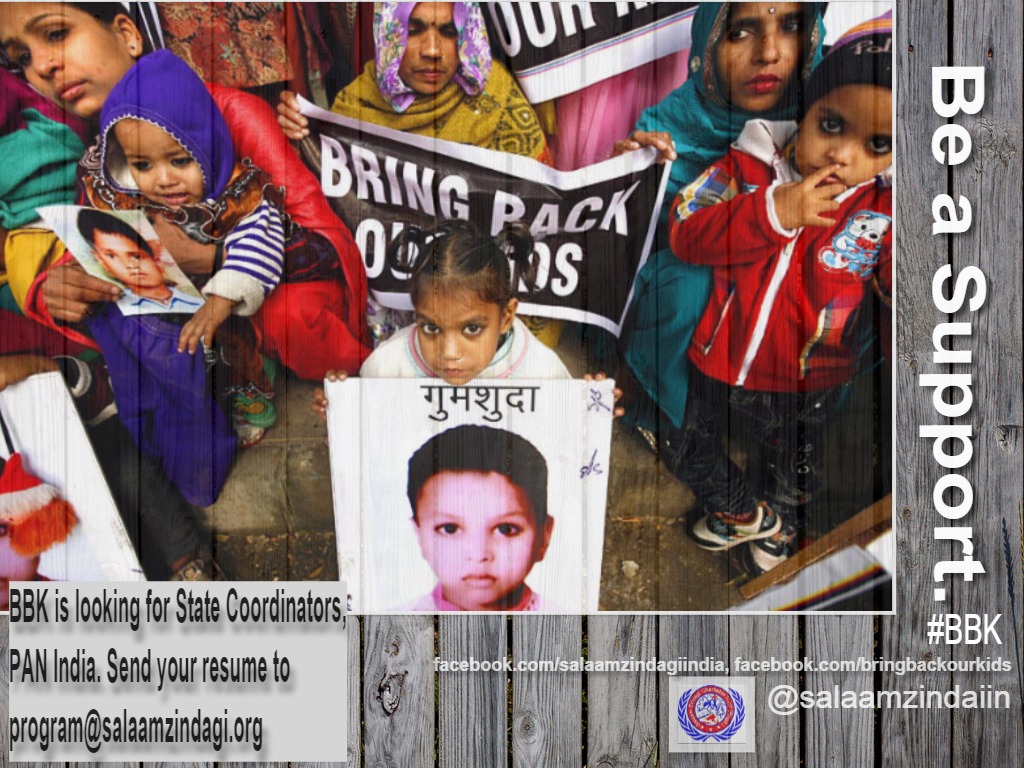 OUR
BRING BACK
OUR KIDS
गुमशुदा
Be a Support.
#BBK
BBK is looking for State Coordinators,
PAN India. Send your resume to
program@salaamzindagi.org
facebook.com/salaamzindagiindia, facebook.com/bringbackourkids
@salaamzindaiin